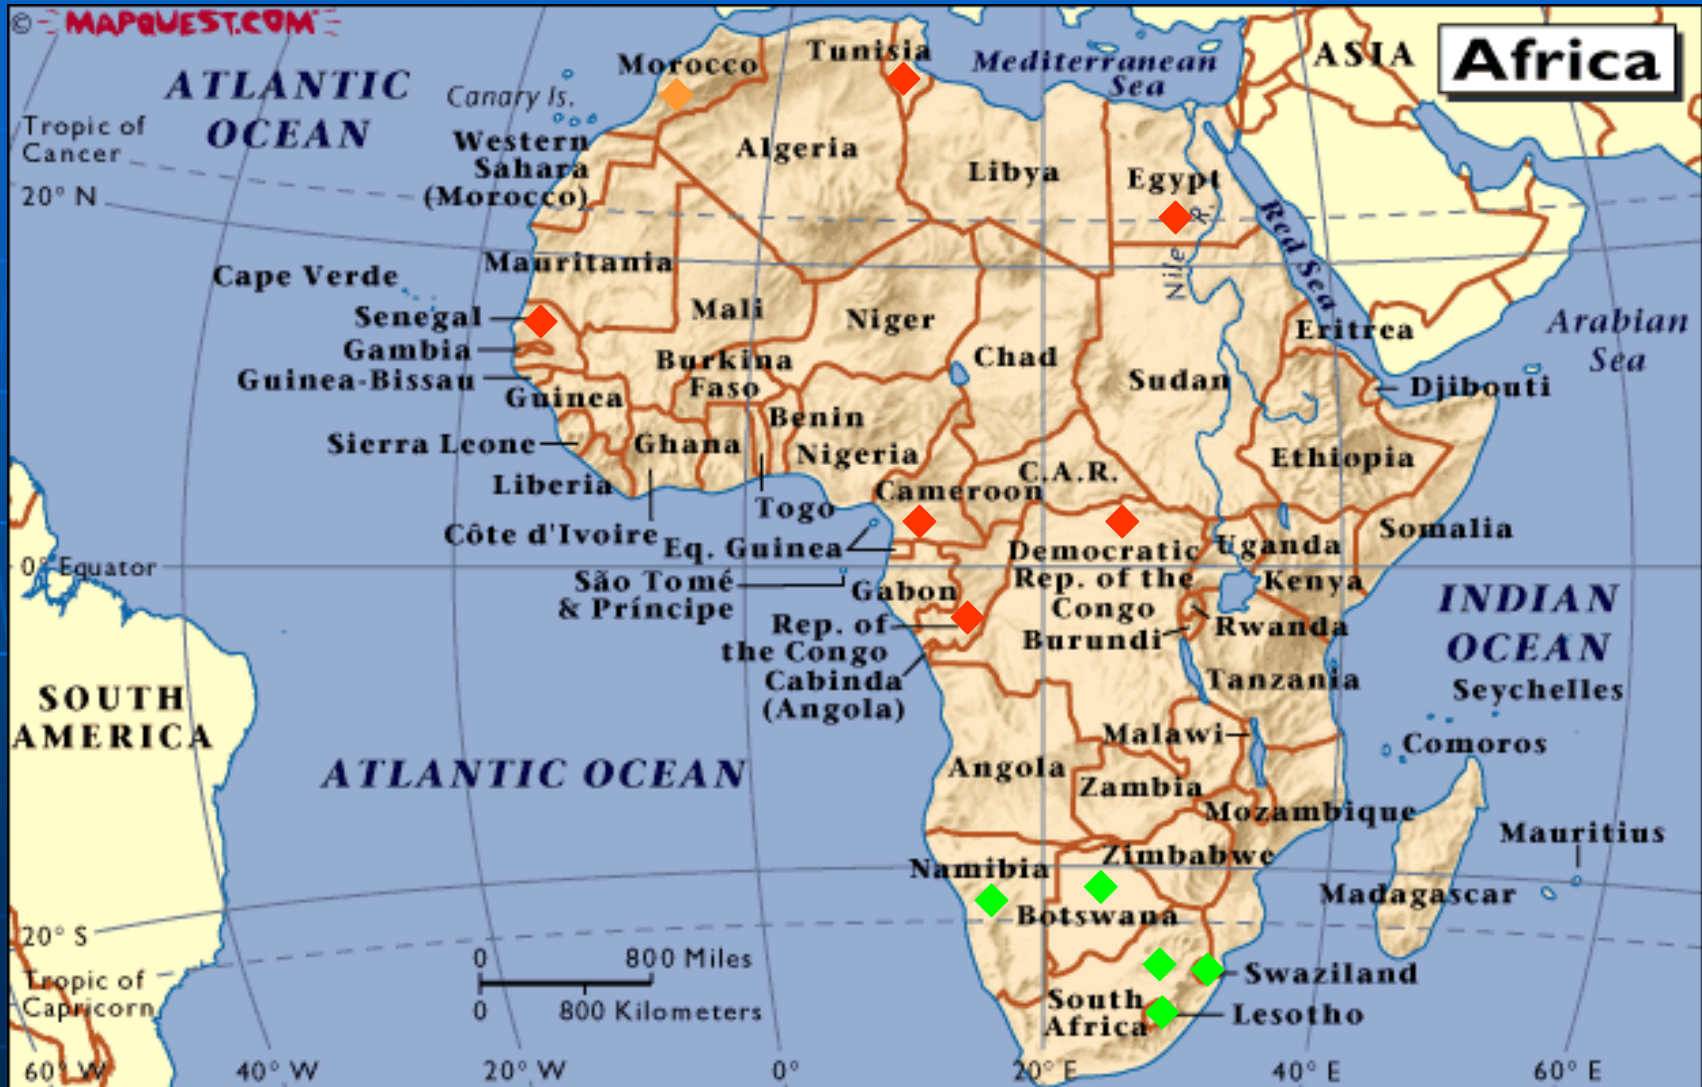 © MAPQUEST.COM
Africa
ASIA
Mediterranean
Sea
ATLANTIC
OCEAN
Canary Is.
Tropic of
Cancer
20° N
Morocco
Tunisia
Western
Sahara
(Morocco)
Algeria
Libya
Egypt
Nile R.
Red Sea
Arabian
Sea
Cape Verde
Mauritania
Mali
Niger
Chad
Sudan
Eritrea
Djibouti
Senegal
Gambia
Guinea-Bissau
Guinea
Burkina
Faso
Benin
Nigeria
Ghana
Sierra Leone
Liberia
Togo
Côte d'Ivoire
Cameroon
C.A.R.
Ethiopia
Somalia
Eq. Guinea
São Tomé
& Príncipe
Gabon
Rep. of
the Congo
Cabinda
(Angola)
Democratic
Rep. of the
Congo
Uganda
Kenya
Rwanda
Burundi
Tanzania
0° Equator
INDIAN
OCEAN
Seychelles
Comoros
SOUTH
AMERICA
ATLANTIC OCEAN
Angola
Malawi
Zambia
Mozambique
Mauritius
Madagascar
Namibia
Zimbabwe
Botswana
Swaziland
Lesotho
South
Africa
20° S
Tropic of
Capricorn
0 800 Miles
0 800 Kilometers
60° W
40° W
20° W
0°
20° E
40° E
60° E